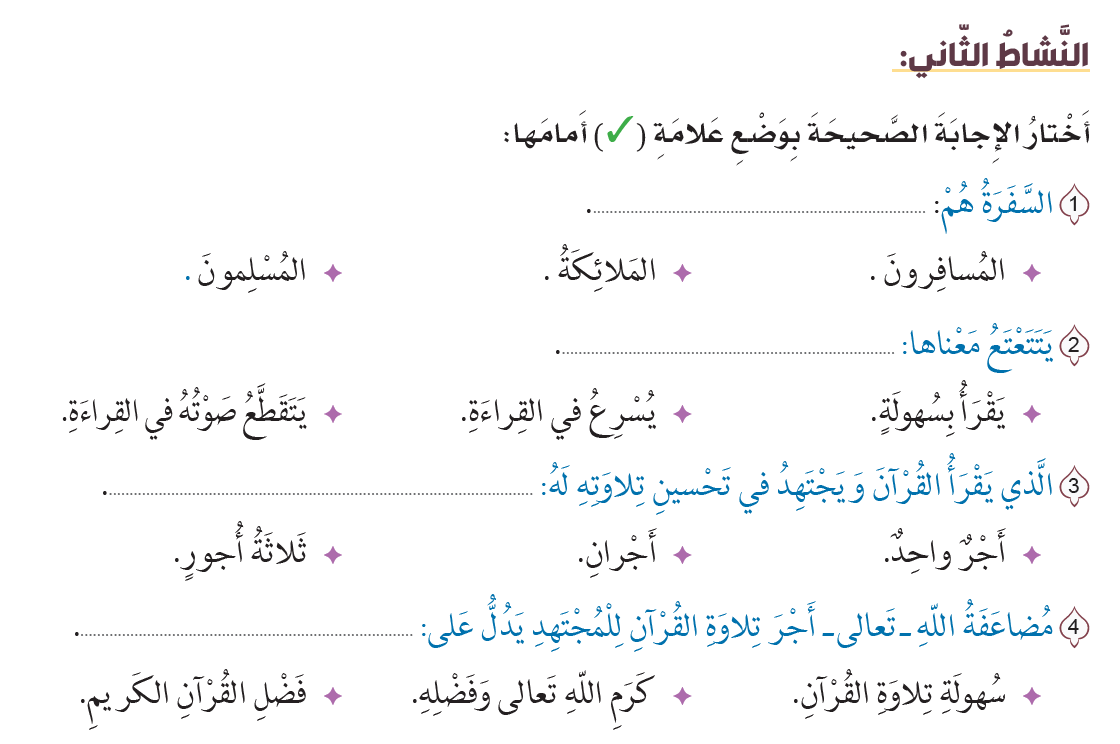 النَّشاطُ الثّاني:
أَخْتارُ الإِجابَةَ الصَّحيحَةَ بِوَضْعِ عَلامَةِ (✓) أَمامَها:
1 السَّفَرَةُ هُمْ: ........................................ .
✦ المُسافِرونَ . ✦ المَلائِكَةُ . ✦ المُسْلِمونَ .
2 يَتَتَعْتَعُ مَعْناها: ........................................ .
✦ يَقْرَأُ بِسُهولَةٍ. ✦ يُسْرِعُ في القِراءَةِ. ✦ يَتَقَطَّعُ صَوْتُهُ في القِراءَةِ.
3 الَّذي يَقْرَأُ القُرْآنَ وَيَجْتَهِدُ في تَحْسينِ تِلاوَتِهِ لَهُ: ........................................ .
✦ أَجْرٌ واحِدٌ. ✦ أَجْرانِ. ✦ ثَلاثَةُ أُجورٍ.
4 مُضاعَفَةُ اللّهِ ـ تَعالى ـ أَجْرَ تِلاوَةِ القُرْآنِ لِلْمُجْتَهِدِ يَدُلُّ عَلى: ........................................ .
✦ سُهولَةِ تِلاوَةِ القُرْآنِ. ✦ كَرَمِ اللّهِ تَعالى وَفَضْلِهِ. ✦ فَضْلِ القُرْآنِ الكَريمِ.